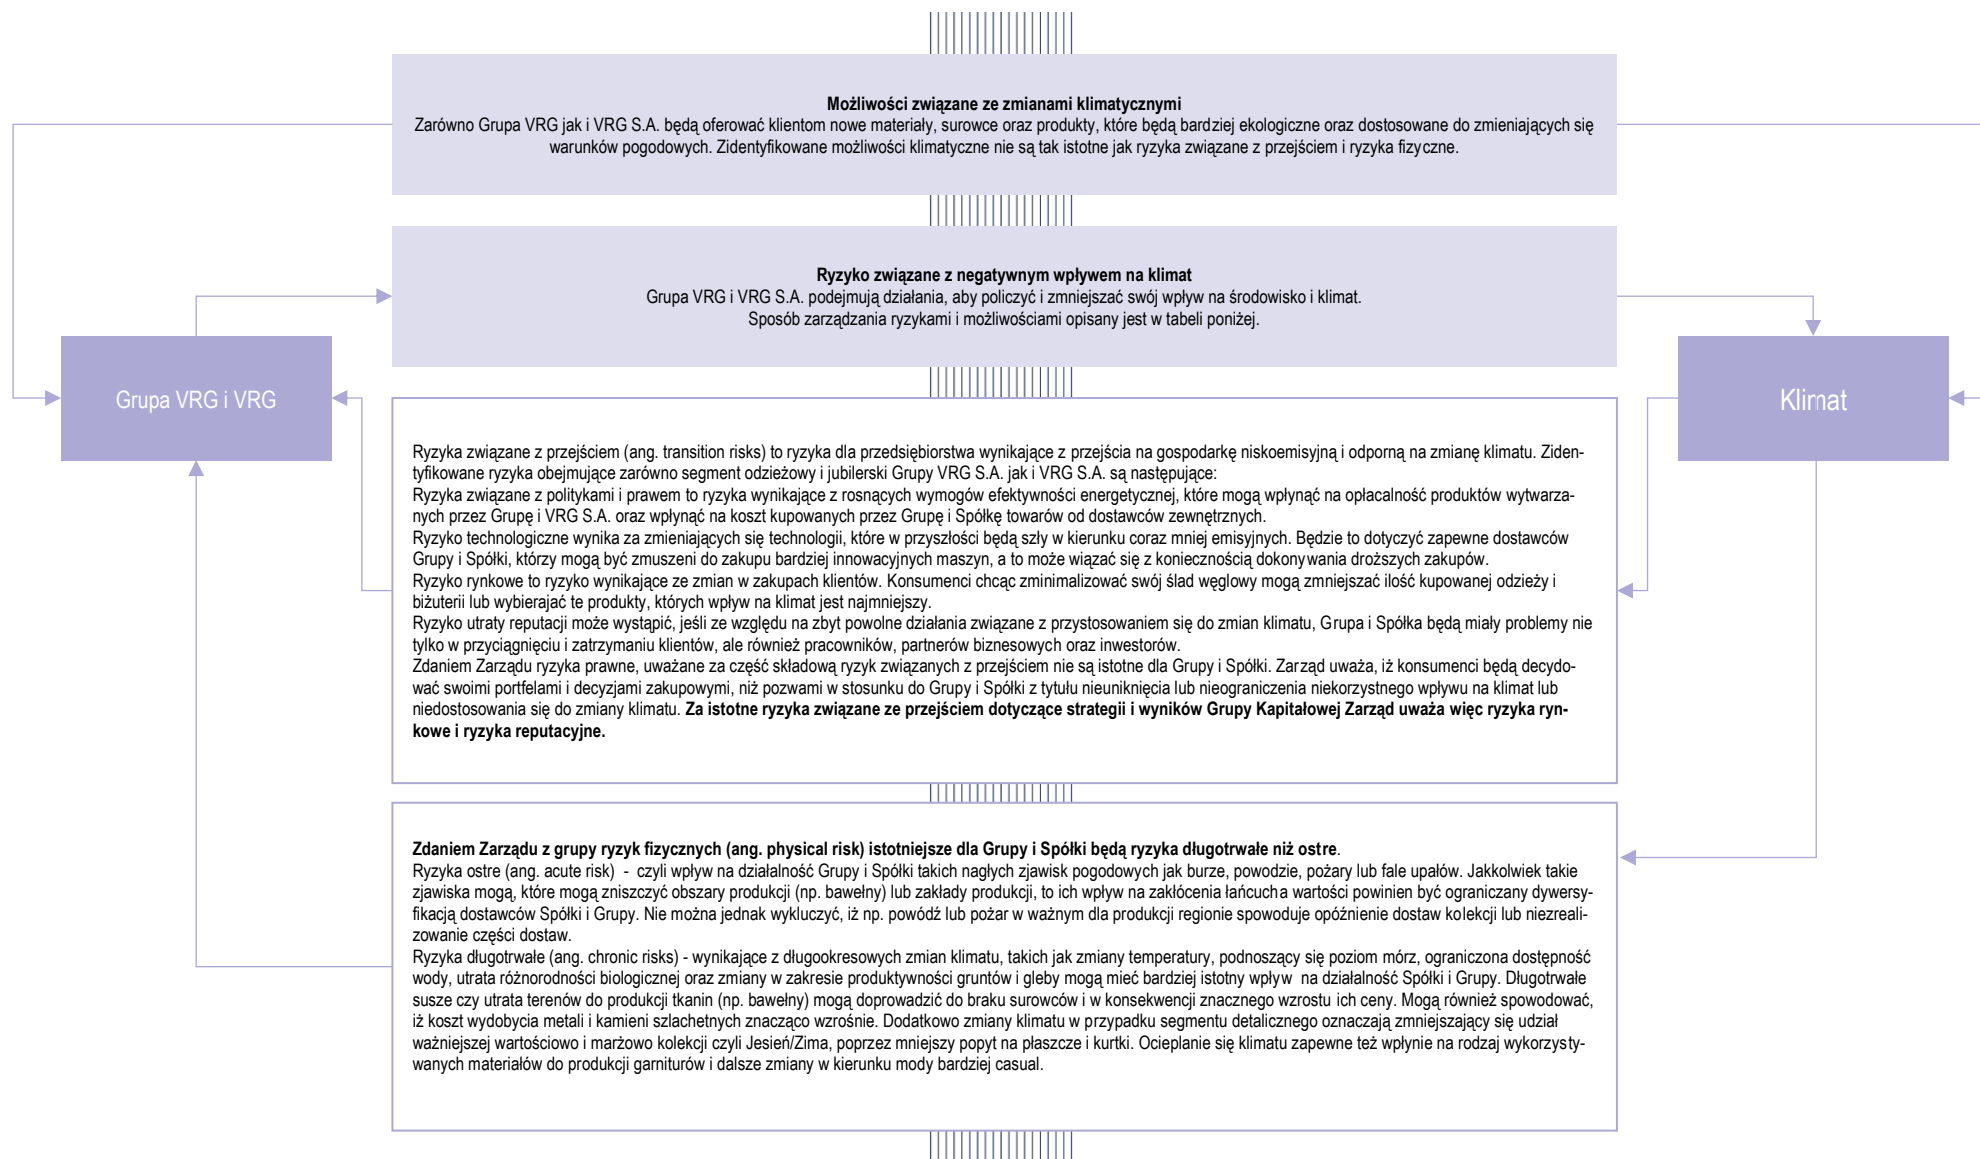 Możliwości związane ze zmianami klimatycznymi
Zarówno Grupa VRG jak i VRG S.A. będą oferować klientom nowe materiały, surowce oraz produkty, które będą bardziej ekologiczne oraz dostosowane do zmieniających się
warunków pogodowych. Zidentyfikowane możliwości klimatyczne nie są tak istotne jak ryzyka związane z przejściem i ryzyka fizyczne.
Ryzyko związane z negatywnym wpływem na klimat
Grupa VRG i VRG S.A. podejmują działania, aby policzyć i zmniejszać swój wpływ na środowisko i klimat.
Sposób zarządzania ryzykami i możliwościami opisany jest w tabeli poniżej.
Grupa VRG i VRG
Klimat
Ryzyka związane z przejściem (ang. transition risks) to ryzyka dla przedsiębiorstwa wynikające z przejścia na gospodarkę niskoemisyjną i odporną na zmianę klimatu. Ziden-
tyfikowane ryzyka obejmujące zarówno segment odzieżowy i jubilerski Grupy VRG S.A. jak i VRG S.A. są następujące:
Ryzyka związane z politykami i prawem to ryzyka wynikające z rosnących wymogów efektywności energetycznej, które mogą wpłynąć na opłacalność produktów wytwarza-
nych przez Grupę i VRG S.A. oraz wpłynąć na koszt kupowanych przez Grupę i Spółkę towarów od dostawców zewnętrznych.
Ryzyko technologiczne wynika za zmieniających się technologii, które w przyszłości będą szły w kierunku coraz mniej emisyjnych. Będzie to dotyczyć zapewne dostawców
Grupy i Spółki, którzy mogą być zmuszeni do zakupu bardziej innowacyjnych maszyn, a to może wiązać się z koniecznością dokonywania droższych zakupów.
Ryzyko rynkowe to ryzyko wynikające ze zmian w zakupach klientów. Konsumenci chcąc zminimalizować swój ślad węglowy mogą zmniejszać ilość kupowanej odzieży i
biżuterii lub wybierajać te produkty, których wpływ na klimat jest najmniejszy.
Ryzyko utraty reputacji może wystąpić, jeśli ze względu na zbyt powolne działania związane z przystosowaniem się do zmian klimatu, Grupa i Spółka będą miały problemy nie
tylko w przyciągnięciu i zatrzymaniu klientów, ale również pracowników, partnerów biznesowych oraz inwestorów.
Zdaniem Zarządu ryzyka prawne, uważane za część składową ryzyk związanych z przejściem nie są istotne dla Grupy i Spółki. Zarząd uważa, iż konsumenci będą decydo-
wać swoimi portfelami i decyzjami zakupowymi, niż pozwami w stosunku do Grupy i Spółki z tytułu nieuniknięcia lub nieograniczenia niekorzystnego wpływu na klimat lub
niedostosowania się do zmiany klimatu. Za istotne ryzyka związane ze przejściem dotyczące strategii i wyników Grupy Kapitałowej Zarząd uważa więc ryzyka ryn-
kowe i ryzyka reputacyjne.
Zdaniem Zarządu z grupy ryzyk fizycznych (ang. physical risk) istotniejsze dla Grupy i Spółki będą ryzyka długotrwałe niż ostre.
Ryzyka ostre (ang. acute risk) - czyli wpływ na działalność Grupy i Spółki takich nagłych zjawisk pogodowych jak burze, powodzie, pożary lub fale upałów. Jakkolwiek takie
zjawiska mogą, które mogą zniszczyć obszary produkcji (np. bawełny) lub zakłady produkcji, to ich wpływ na zakłócenia łańcucha wartości powinien być ograniczany dywersy-
fikacją dostawców Spółki i Grupy. Nie można jednak wykluczyć, iż np. powódź lub pożar w ważnym dla produkcji regionie spowoduje opóźnienie dostaw kolekcji lub niezreali-
zowanie części dostaw.
Ryzyka długotrwałe (ang. chronic risks) - wynikające z długookresowych zmian klimatu, takich jak zmiany temperatury, podnoszący się poziom mórz, ograniczona dostępność
wody, utrata różnorodności biologicznej oraz zmiany w zakresie produktywności gruntów i gleby mogą mieć bardziej istotny wpływ na działalność Spółki i Grupy. Długotrwałe
susze czy utrata terenów do produkcji tkanin (np. bawełny) mogą doprowadzić do braku surowców i w konsekwencji znacznego wzrostu ich ceny. Mogą również spowodować,
iż koszt wydobycia metali i kamieni szlachetnych znacząco wzrośnie. Dodatkowo zmiany klimatu w przypadku segmentu detalicznego oznaczają zmniejszający się udział
ważniejszej wartościowo i marżowo kolekcji czyli Jesień/Zima, poprzez mniejszy popyt na płaszcze i kurtki. Ocieplanie się klimatu zapewne też wpłynie na rodzaj wykorzysty-
wanych materiałów do produkcji garniturów i dalsze zmiany w kierunku mody bardziej casual.